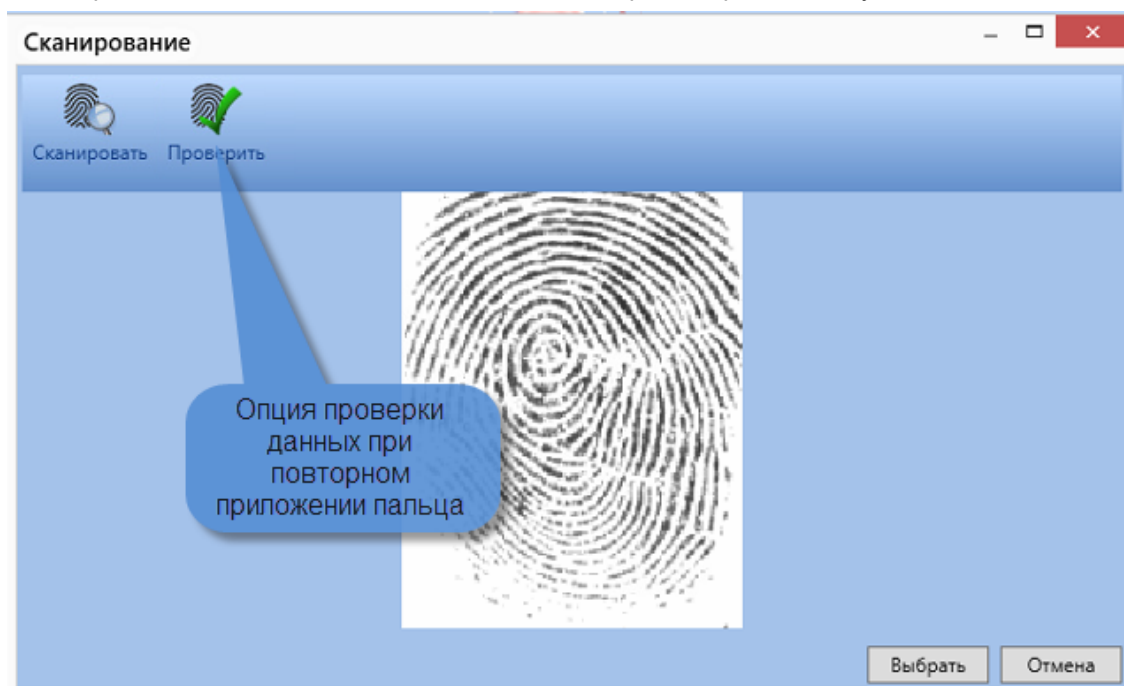 Сканирование
Сканировать Проверить
Опция проверки
данных при
повторном
приложении пальца
Выбрать Отмена